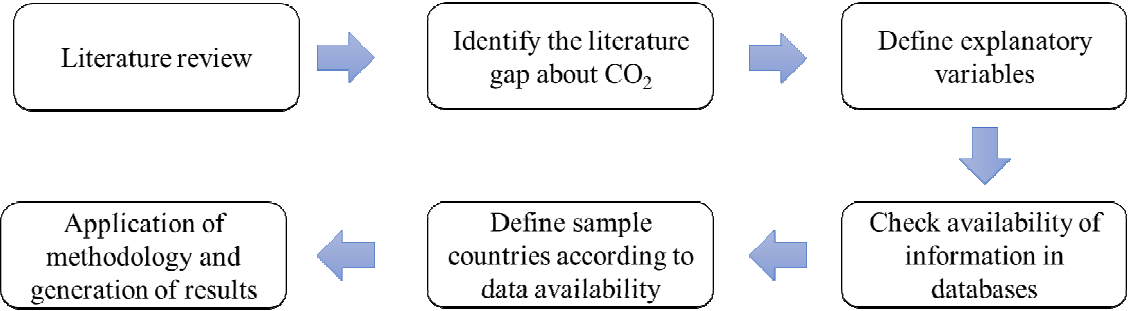 Literature review
Identify the literature
gap about CO₂
Define explanatory
variables
Check availability of
information in
databases
Define sample
countries according to
data availability
Application of
methodology and
generation of results